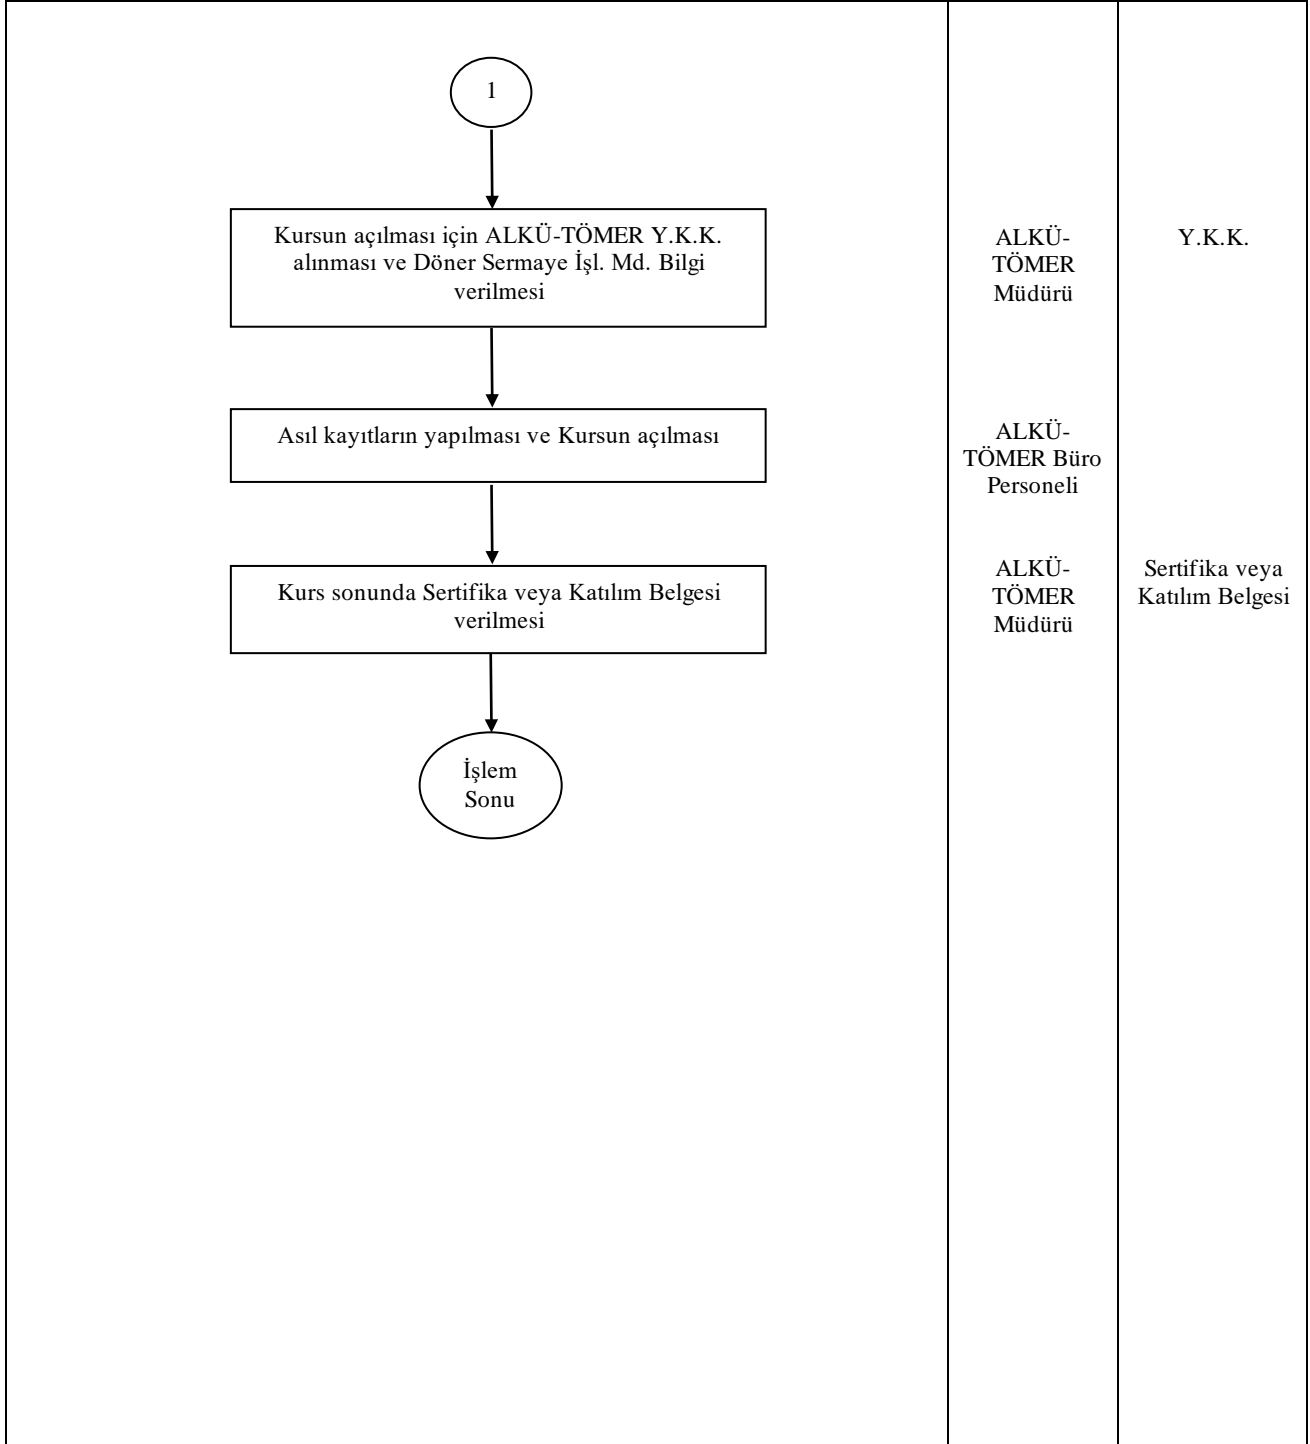 1
Kursun açılması için ALKÜ-TÖMER Y.K.K.
alınması ve Döner Sermaye İşl. Md. Bilgi
verilmesi
ALKÜ-
TÖMER
Müdürü
Y.K.K.
Asıl kayıtların yapılması ve Kursun açılması
ALKÜ-
TÖMER Büro
Personeli
Kurs sonunda Sertifika veya Katılım Belgesi
verilmesi
ALKÜ-
TÖMER
Müdürü
Sertifika veya
Katılım Belgesi
İşlem
Sonu